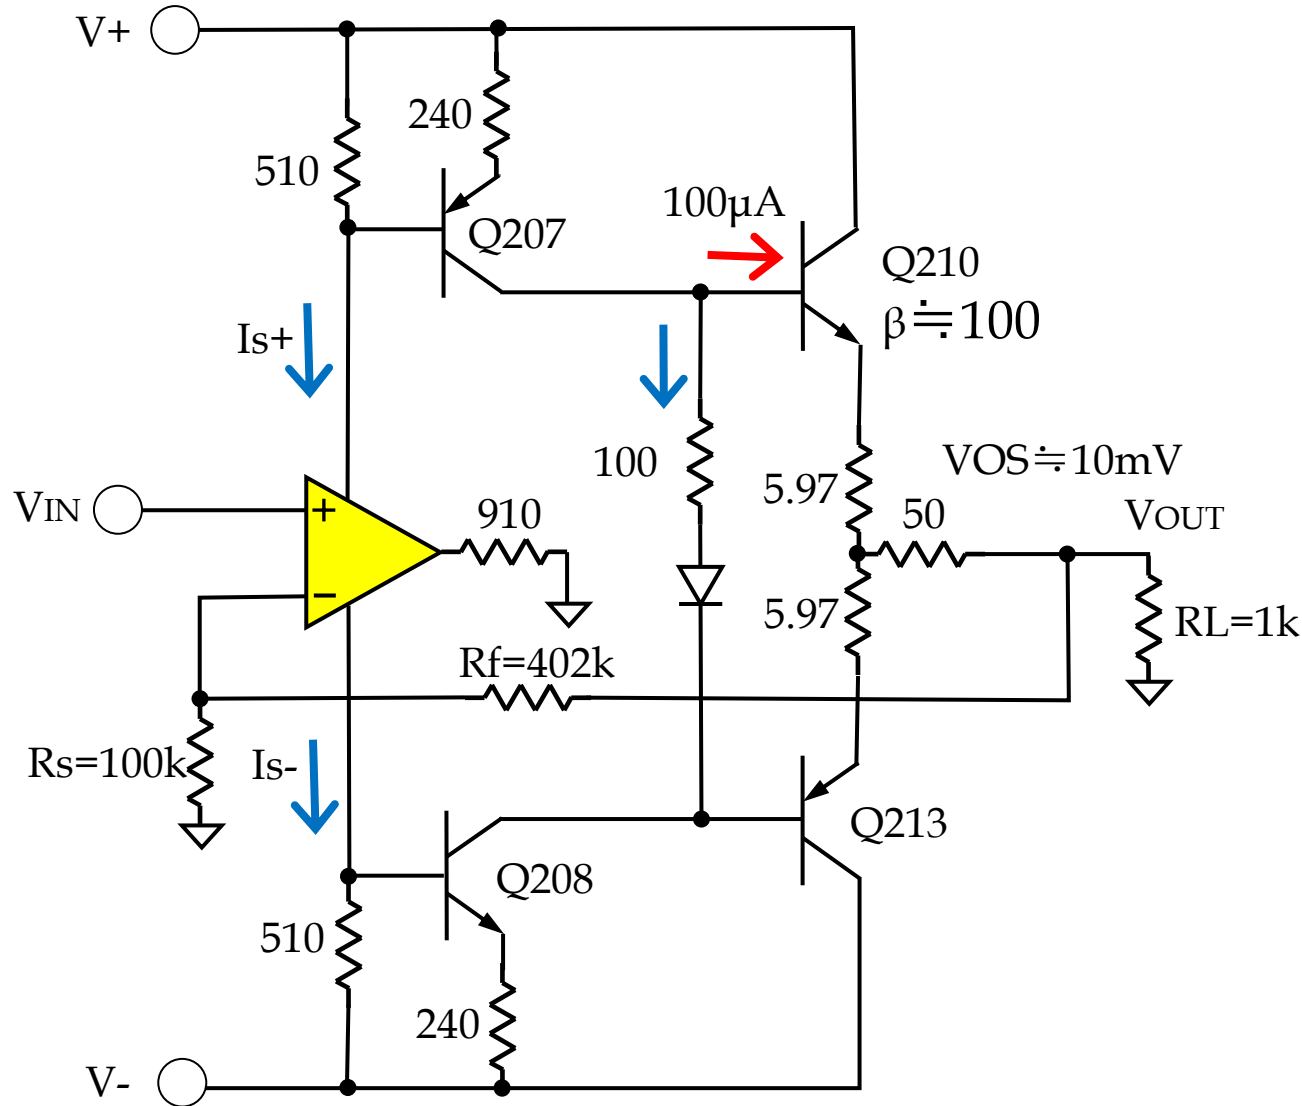 V+
240
510
100μA
Q207
Q210
β≒100
Is+
100
5.97
VOS≒10mV
VIN
+
910
50
VOUT
−
5.97
RL=1k
Rf=402k
Rs=100k
Is-
Q213
Q208
510
240
V-